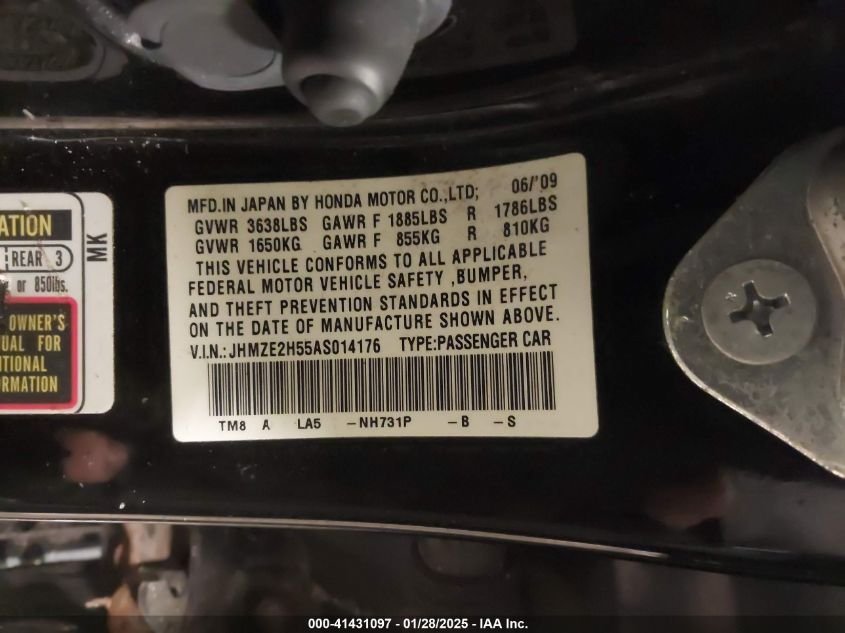 ATION
REAR 3
or 850lbs.
OWNER'S
UAL FOR
ITIONAL
ORMATION
MK
MFD.IN JAPAN BY HONDA MOTOR CO.,LTD; 06/'09
GVWR 3638LBS GAWR F 1885LBS R 1786LBS
GVWR 1650KG GAWR F 855KG R 810KG
THIS VEHICLE CONFORMS TO ALL APPLICABLE
FEDERAL MOTOR VEHICLE SAFETY ,BUMPER,
AND THEFT PREVENTION STANDARDS IN EFFECT
ON THE DATE OF MANUFACTURE SHOWN ABOVE.
V.I.N.: JHMZE2H55AS014176 TYPE:PASSENGER CAR
TM8 A LA5 -NH731P -B -S
000-41431097 - 01/28/2025 - IAA Inc.